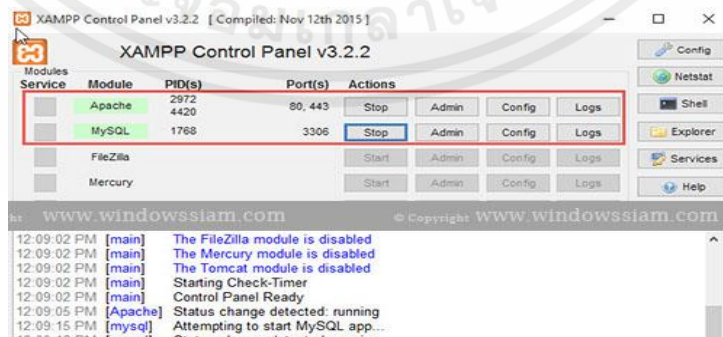 XAMPP Control Panel v3.2.2 [ Compiled: Nov 12th 2015 ]
XAMPP Control Panel v3.2.2
Config
Modules
Service Module PID(s) Port(s) Actions
Netstat
Apache 2972 4420 80, 443 Stop Admin Config Logs
Shell
MySQL 1768 3306 Stop Admin Config Logs
Explorer
FileZilla Start Admin Config Logs
Services
Mercury Start Admin Config Logs
Help
ht www.windowssiam.com © Copyright www.windowssiam.com
12:09:02 PM [main] The FileZilla module is disabled
12:09:02 PM [main] The Mercury module is disabled
12:09:02 PM [main] The Tomcat module is disabled
12:09:02 PM [main] Starting Check-Timer
12:09:02 PM [main] Control Panel Ready
12:09:05 PM [Apache] Status change detected: running
12:09:15 PM [mysql] Attempting to start MySQL app...